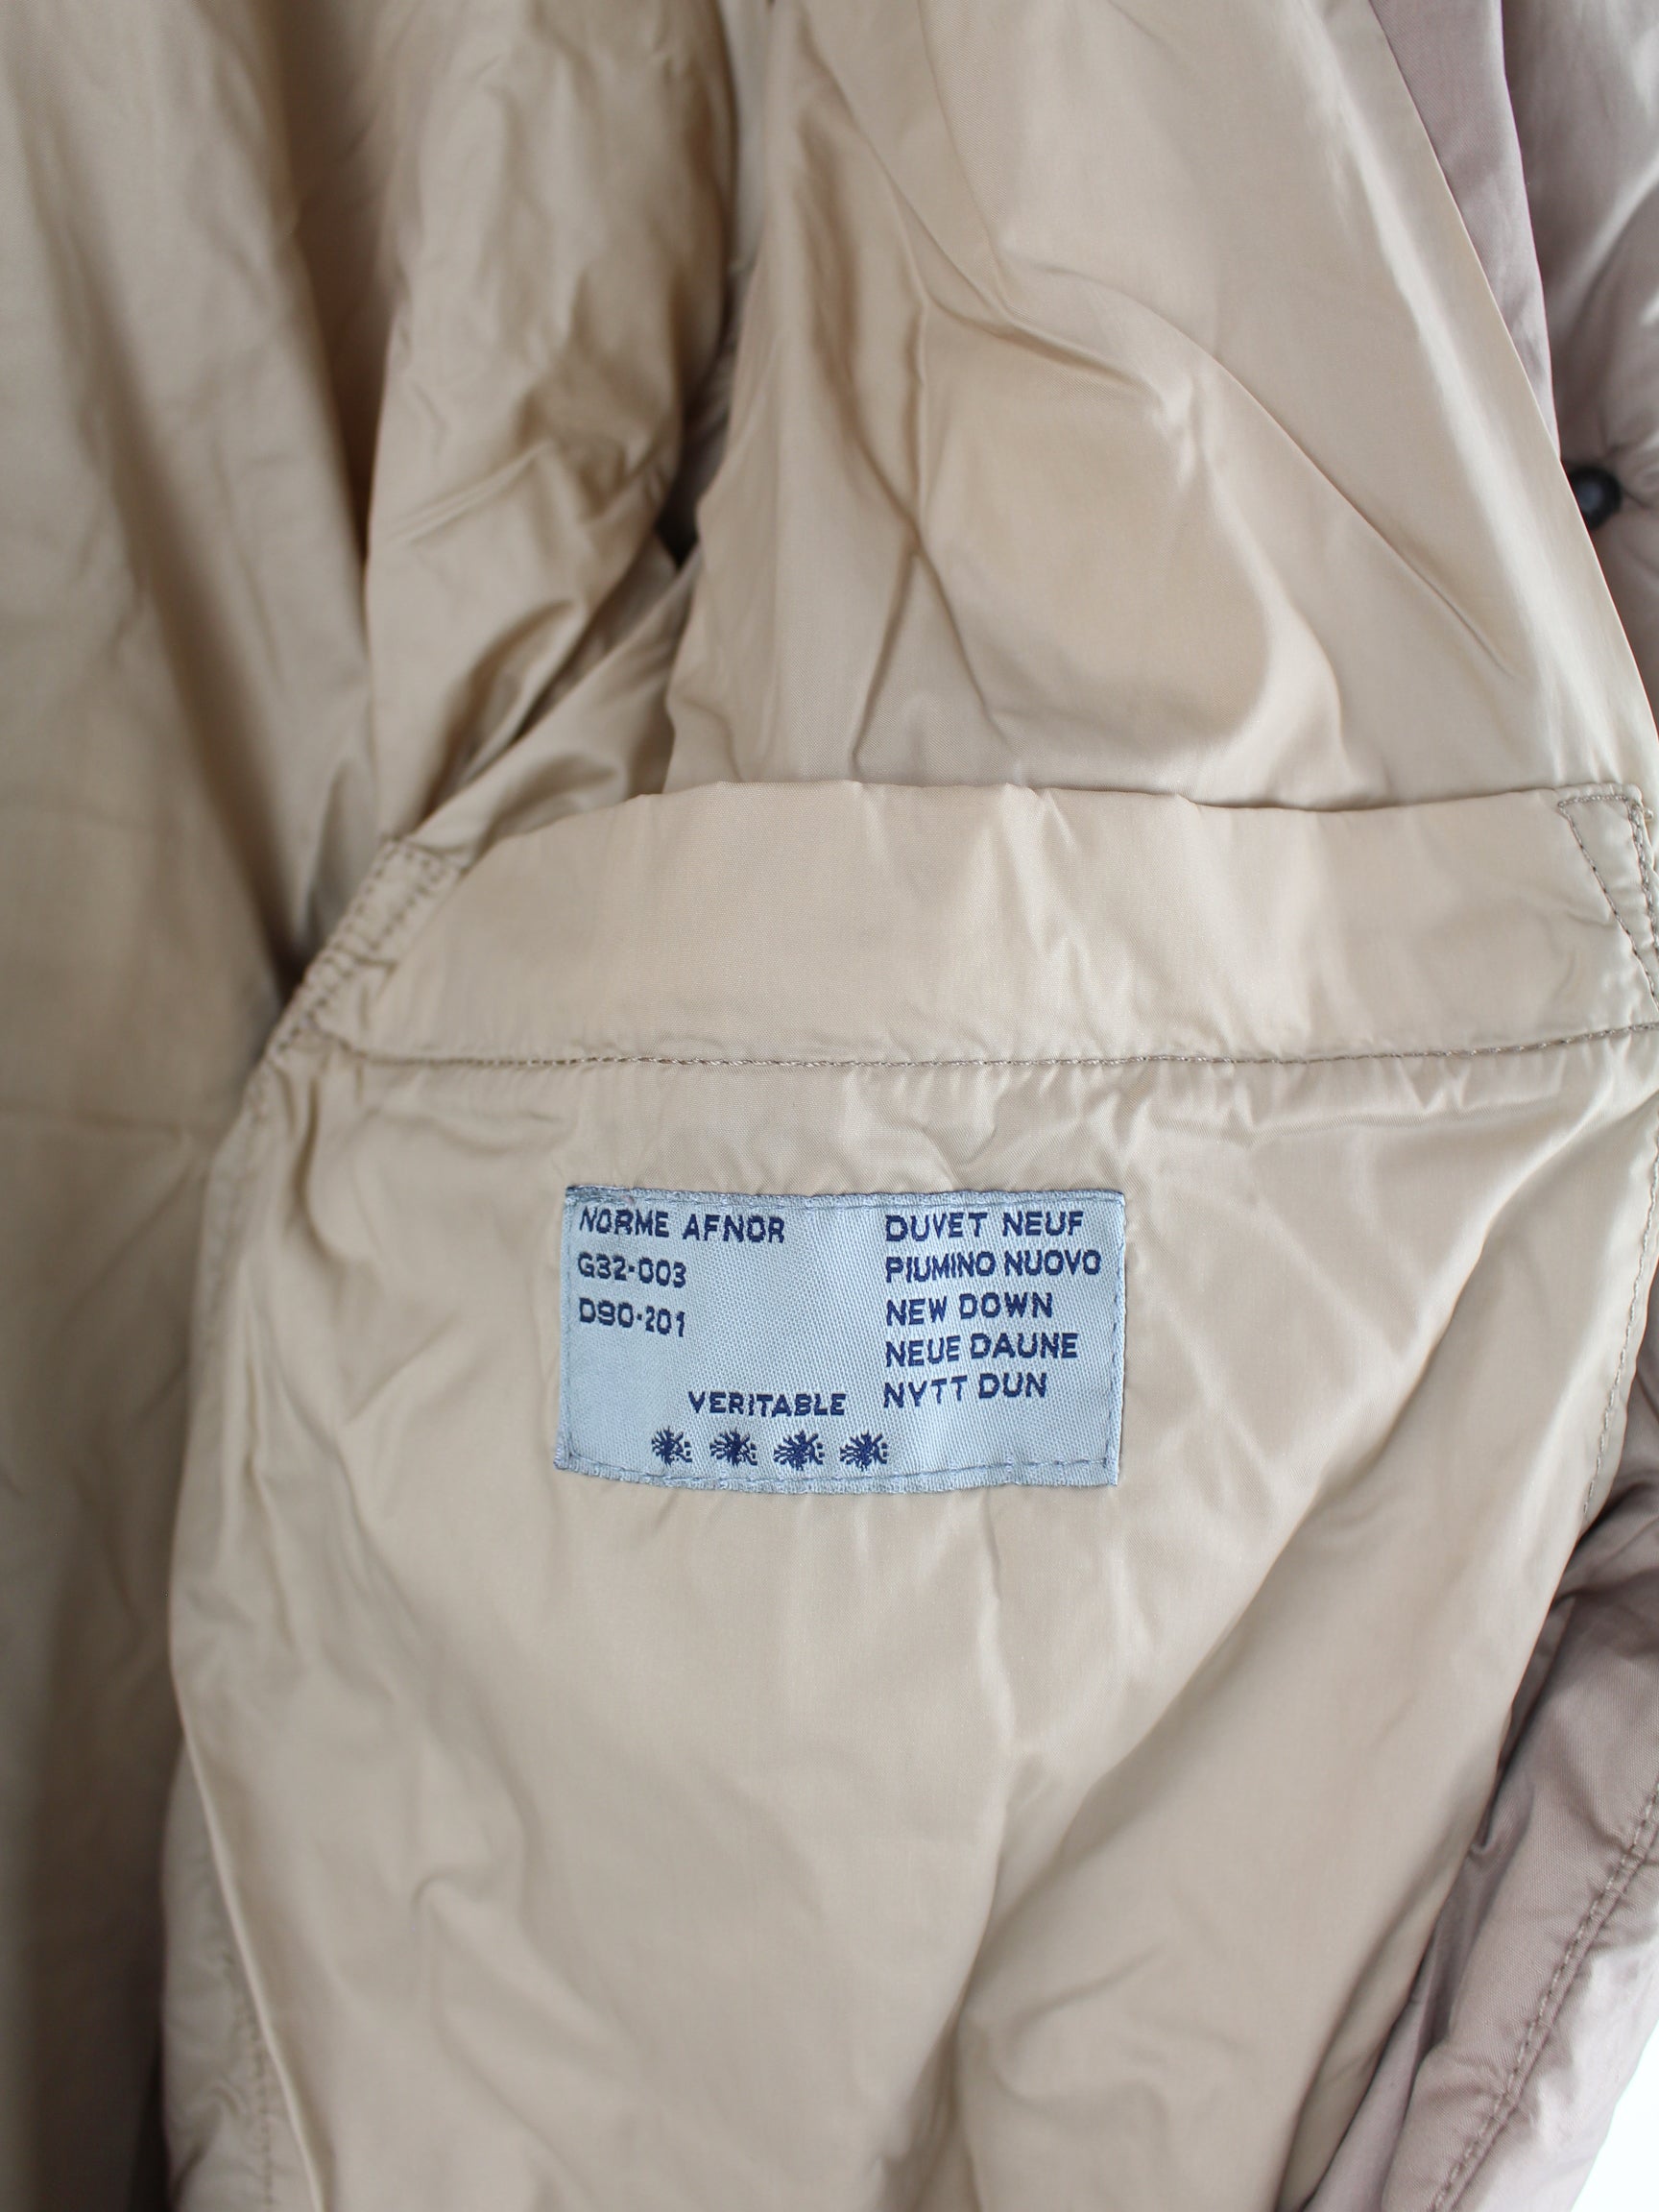 NORME AFNOR
G32-003
D90-201
DUVET NEUF
PIUMINO NUOVO
NEW DOWN
NEUE DAUNE
NYTT DUN
VERITABLE